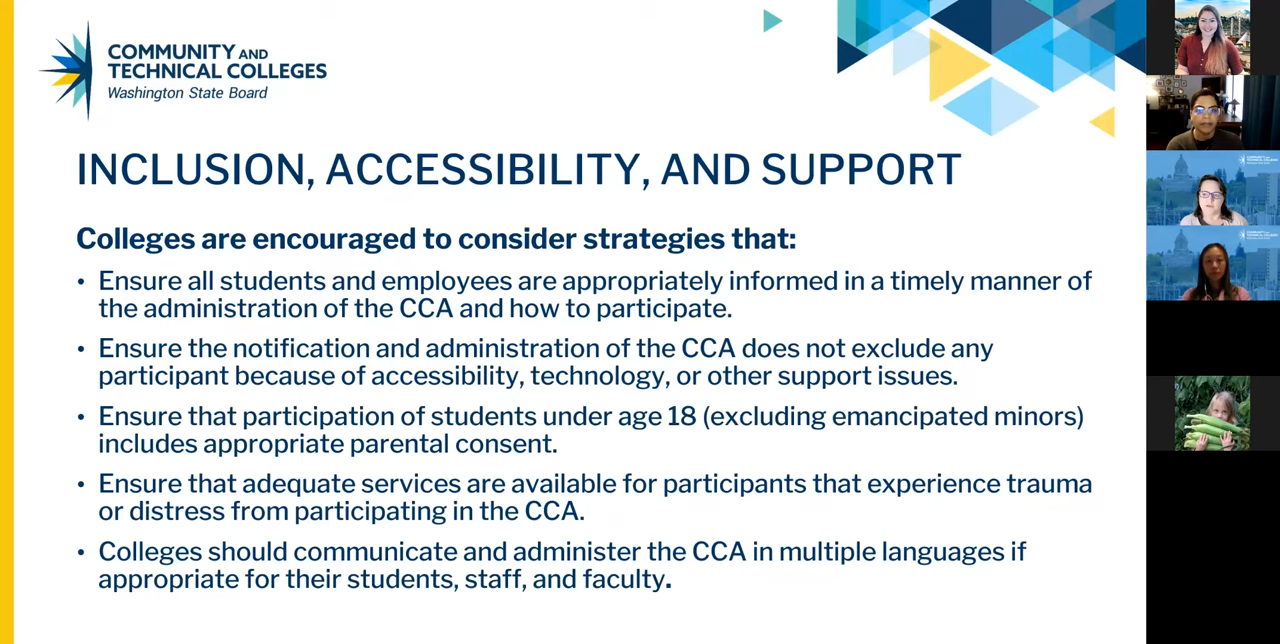 COMMUNITY AND
TECHNICAL COLLEGES
Washington State Board
INCLUSION, ACCESSIBILITY, AND SUPPORT
Colleges are encouraged to consider strategies that:
• Ensure all students and employees are appropriately informed in a timely manner of
the administration of the CCA and how to participate.
• Ensure the notification and administration of the CCA does not exclude any
participant because of accessibility, technology, or other support issues.
• Ensure that participation of students under age 18 (excluding emancipated minors)
includes appropriate parental consent.
• Ensure that adequate services are available for participants that experience trauma
or distress from participating in the CCA.
• Colleges should communicate and administer the CCA in multiple languages if
appropriate for their students, staff, and faculty.